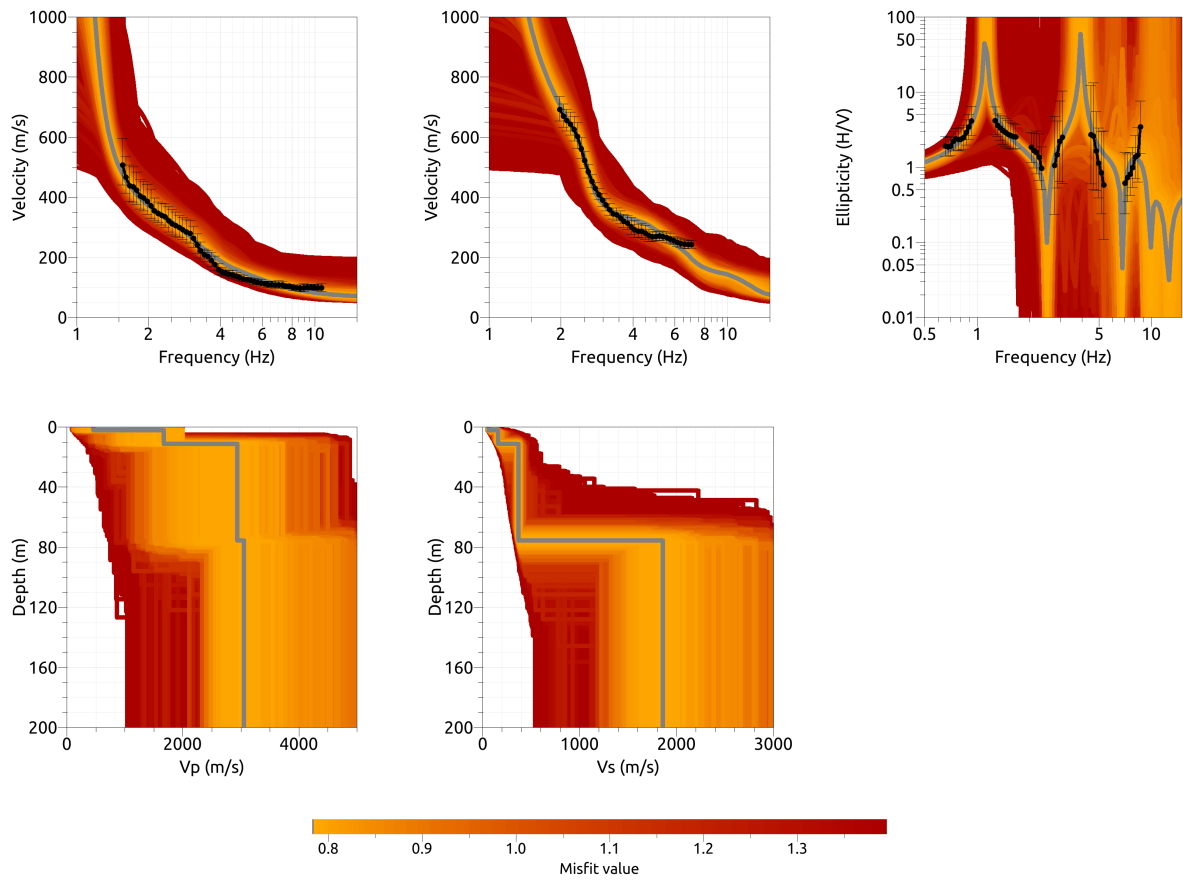 1000
800
600
400
200
0
Velocity (m/s)
1 2 4 6 8 10
Frequency (Hz)
1000
800
600
400
200
0
Velocity (m/s)
1 2 4 6 8 10
Frequency (Hz)
100
50
10
5
1
0.5
0.1
0.05
0.01
Ellipticity (H/V)
0.5 1 5 10
Frequency (Hz)
0
40
80
120
160
200
Depth (m)
0 2000 4000
Vp (m/s)
0
40
80
120
160
200
Depth (m)
0 1000 2000 3000
Vs (m/s)
0.8 0.9 1.0 1.1 1.2 1.3
Misfit value